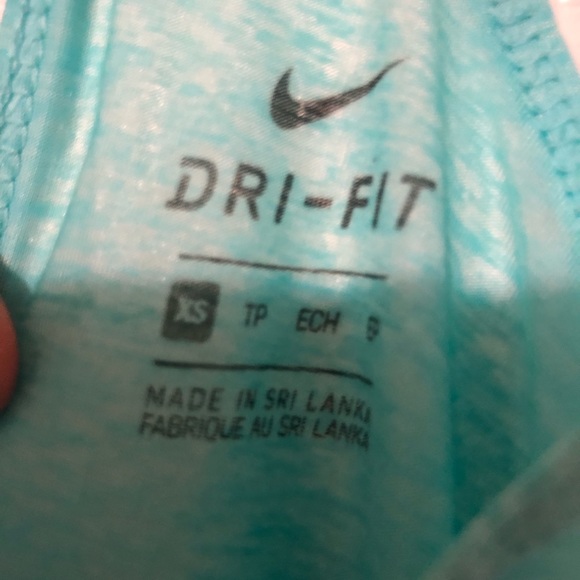 DRI-FIT
XS TP ECH
MADE IN SRI LANKA
FABRIQUE AU SRI LANKA